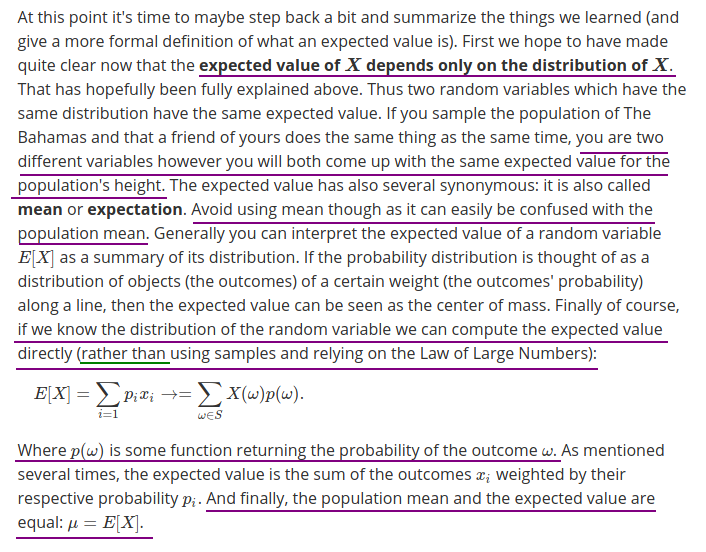 At this point it's time to maybe step back a bit and summarize the things we learned (and
give a more formal definition of what an expected value is). First we hope to have made
quite clear now that the expected value of X depends only on the distribution of X.
That has hopefully been fully explained above. Thus two random variables which have the
same distribution have the same expected value. If you sample the population of The
Bahamas and that a friend of yours does the same thing as the same time, you are two
different variables however you will both come up with the same expected value for the
population's height. The expected value has also several synonymous: it is also called
mean or expectation. Avoid using mean though as it can easily be confused with the
population mean. Generally you can interpret the expected value of a random variable
E[X] as a summary of its distribution. If the probability distribution is thought of as a
distribution of objects (the outcomes) of a certain weight (the outcomes' probability)
along a line, then the expected value can be seen as the center of mass. Finally of course,
if we know the distribution of the random variable we can compute the expected value
directly (rather than using samples and relying on the Law of Large Numbers):
E[X] = ∑_{i=1} p_i x_i →= ∑_{ω∈S} X(ω)p(ω).
Where p(ω) is some function returning the probability of the outcome ω. As mentioned
several times, the expected value is the sum of the outcomes x_i weighted by their
respective probability p_i. And finally, the population mean and the expected value are
equal: μ = E[X].